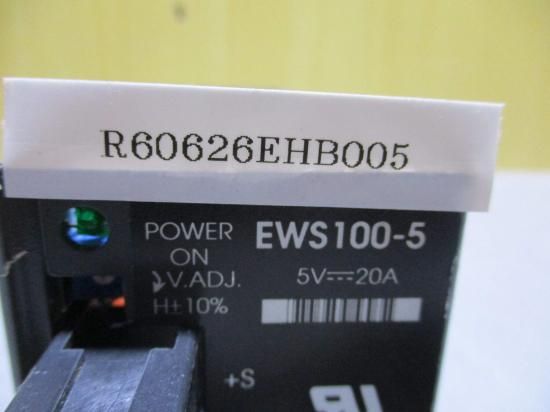 R60626EHB005
POWER ON
EWS100-5
V.ADJ.
5V⎓20A
H±10%
+S